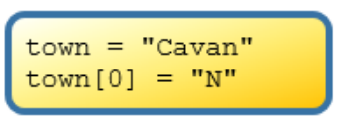 town = "Cavan"
town[0] = "N"